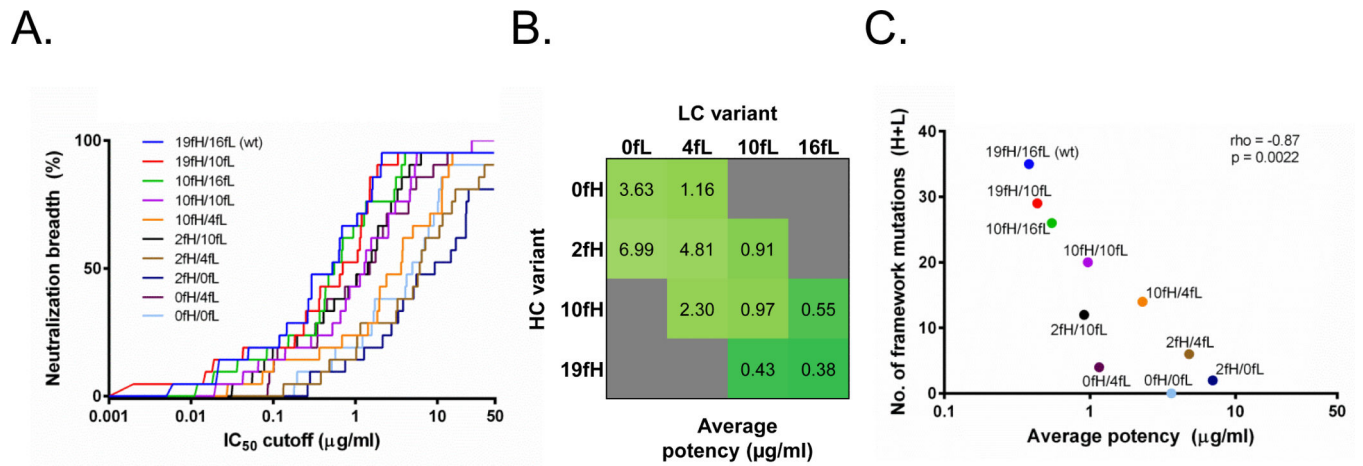 A.
B.
C.
Neutralization breadth (%)
100
50
0
19fH/16fL (wt)
19fH/10fL
10fH/16fL
10fH/10fL
10fH/4fL
2fH/10fL
2fH/4fL
2fH/0fL
0fH/4fL
0fH/0fL
0.001 0.01 0.1 1 10 50
IC50 cutoff (μg/ml)
LC variant
0fL 4fL 10fL 16fL
HC variant
0fH 3.63 1.16
2fH 6.99 4.81 0.91
10fH 2.30 0.97 0.55
19fH 0.43 0.38
Average
potency (μg/ml)
No. of framework mutations (H+L)
40
30
20
10
0
rho = -0.87
p = 0.0022
19fH/16fL (wt)
19fH/10fL
10fH/16fL
10fH/10fL
10fH/4fL
2fH/10fL
2fH/4fL
0fH/4fL
0fH/0fL
2fH/0fL
0.1 1 10 50
Average potency (μg/ml)